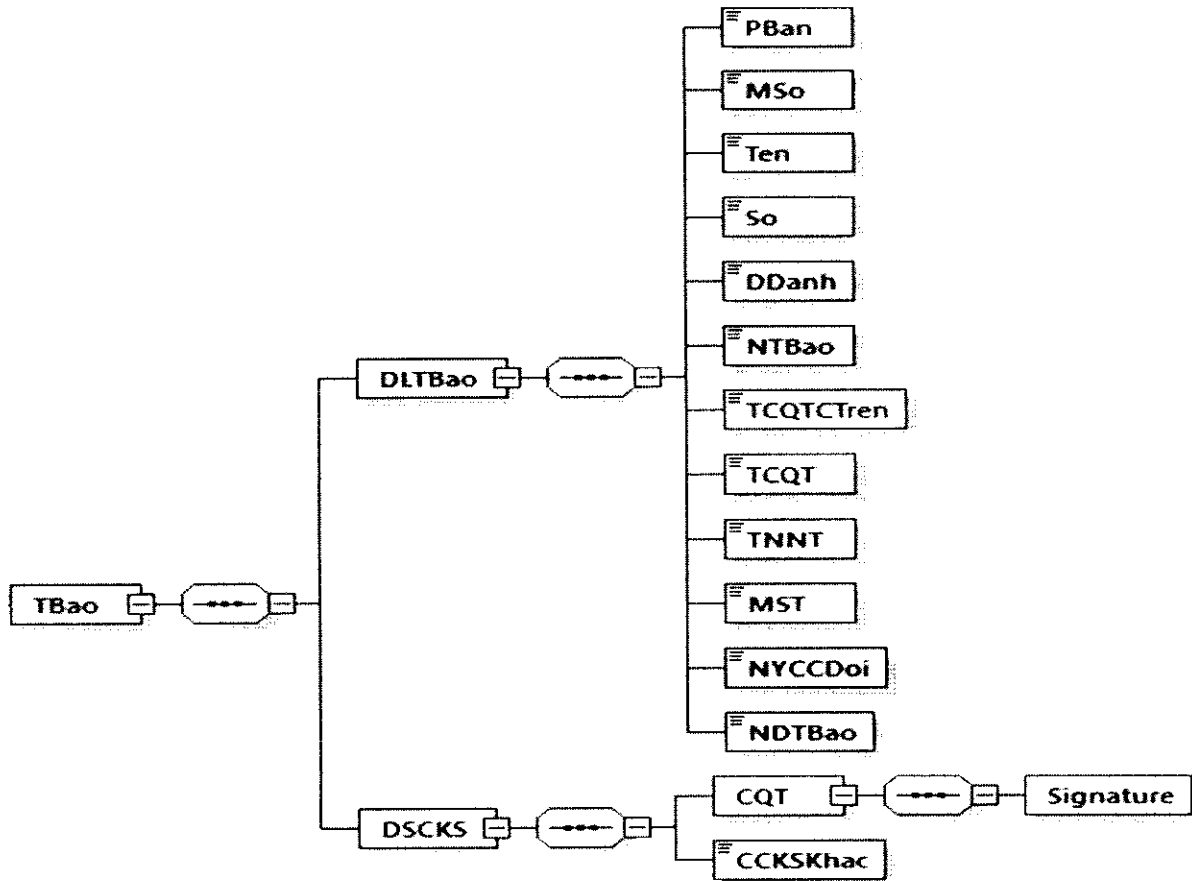 PBan
MSo
Ten
So
DDanh
NTBao
DLTBao
TCQTCTren
TCQT
TNNT
TBao
MST
NYCCDoi
NDTBao
CQT
Signature
DSCKS
CCKSKhac